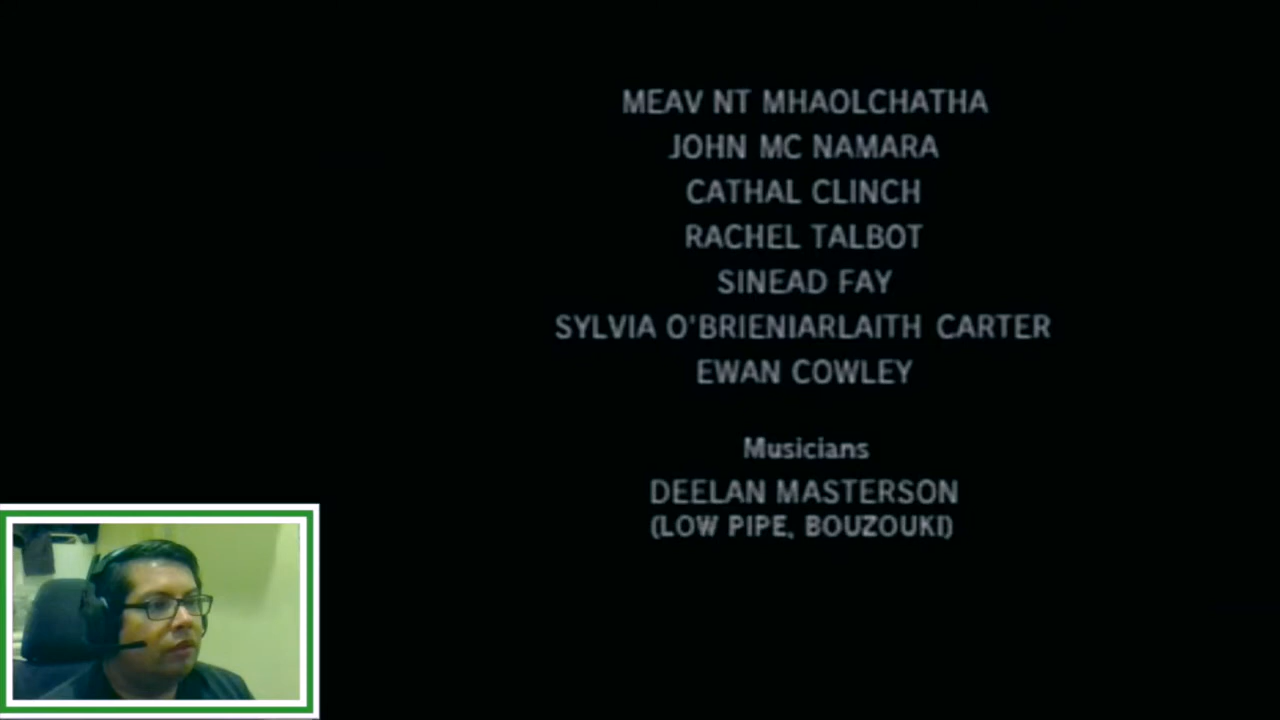 MEAV NT MHAOLCHATHA
JOHN MC NAMARA
CATHAL CLINCH
RACHEL TALBOT
SINEAD FAY
SYLVIA O'BRIENIARLAITH CARTER
EWAN COWLEY
Musicians
DEELAN MASTERSON
(LOW PIPE, BOUZOUKI)